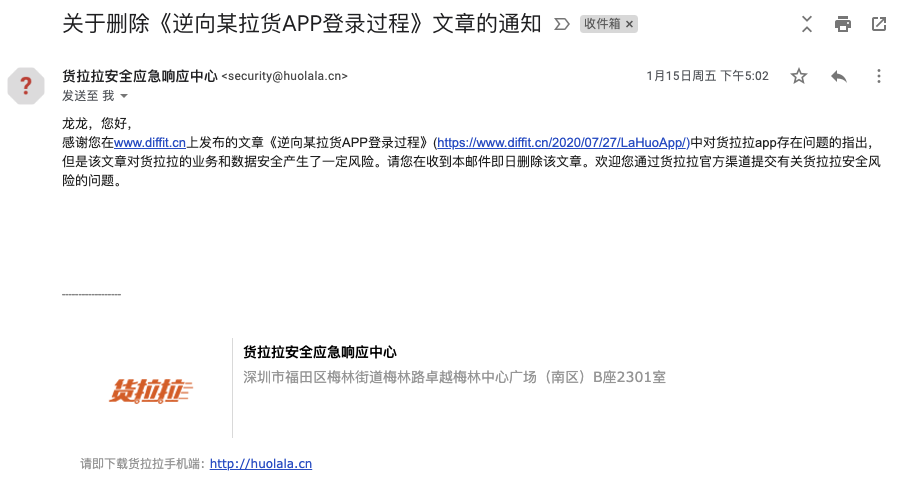 关于删除《逆向某拉货APP登录过程》文章的通知 收件箱 ×
? 货拉拉安全应急响应中心 <security@huolala.cn> 1月15日周五 下午5:02
发送至 我
龙龙，您好，
感谢您在www.diffit.cn上发布的文章《逆向某拉货APP登录过程》(https://www.diffit.cn/2020/07/27/LaHuoApp/)中对货拉拉app存在问题的指出，
但是该文章对货拉拉的业务和数据安全产生了一定风险。请您在收到本邮件即日删除该文章。欢迎您通过货拉拉官方渠道提交有关货拉拉安全风
险的问题。
------------------
货拉拉安全应急响应中心
深圳市福田区梅林街道梅林路卓越梅林中心广场（南区）B座2301室
货拉拉
请即下载货拉拉手机端: http://huolala.cn